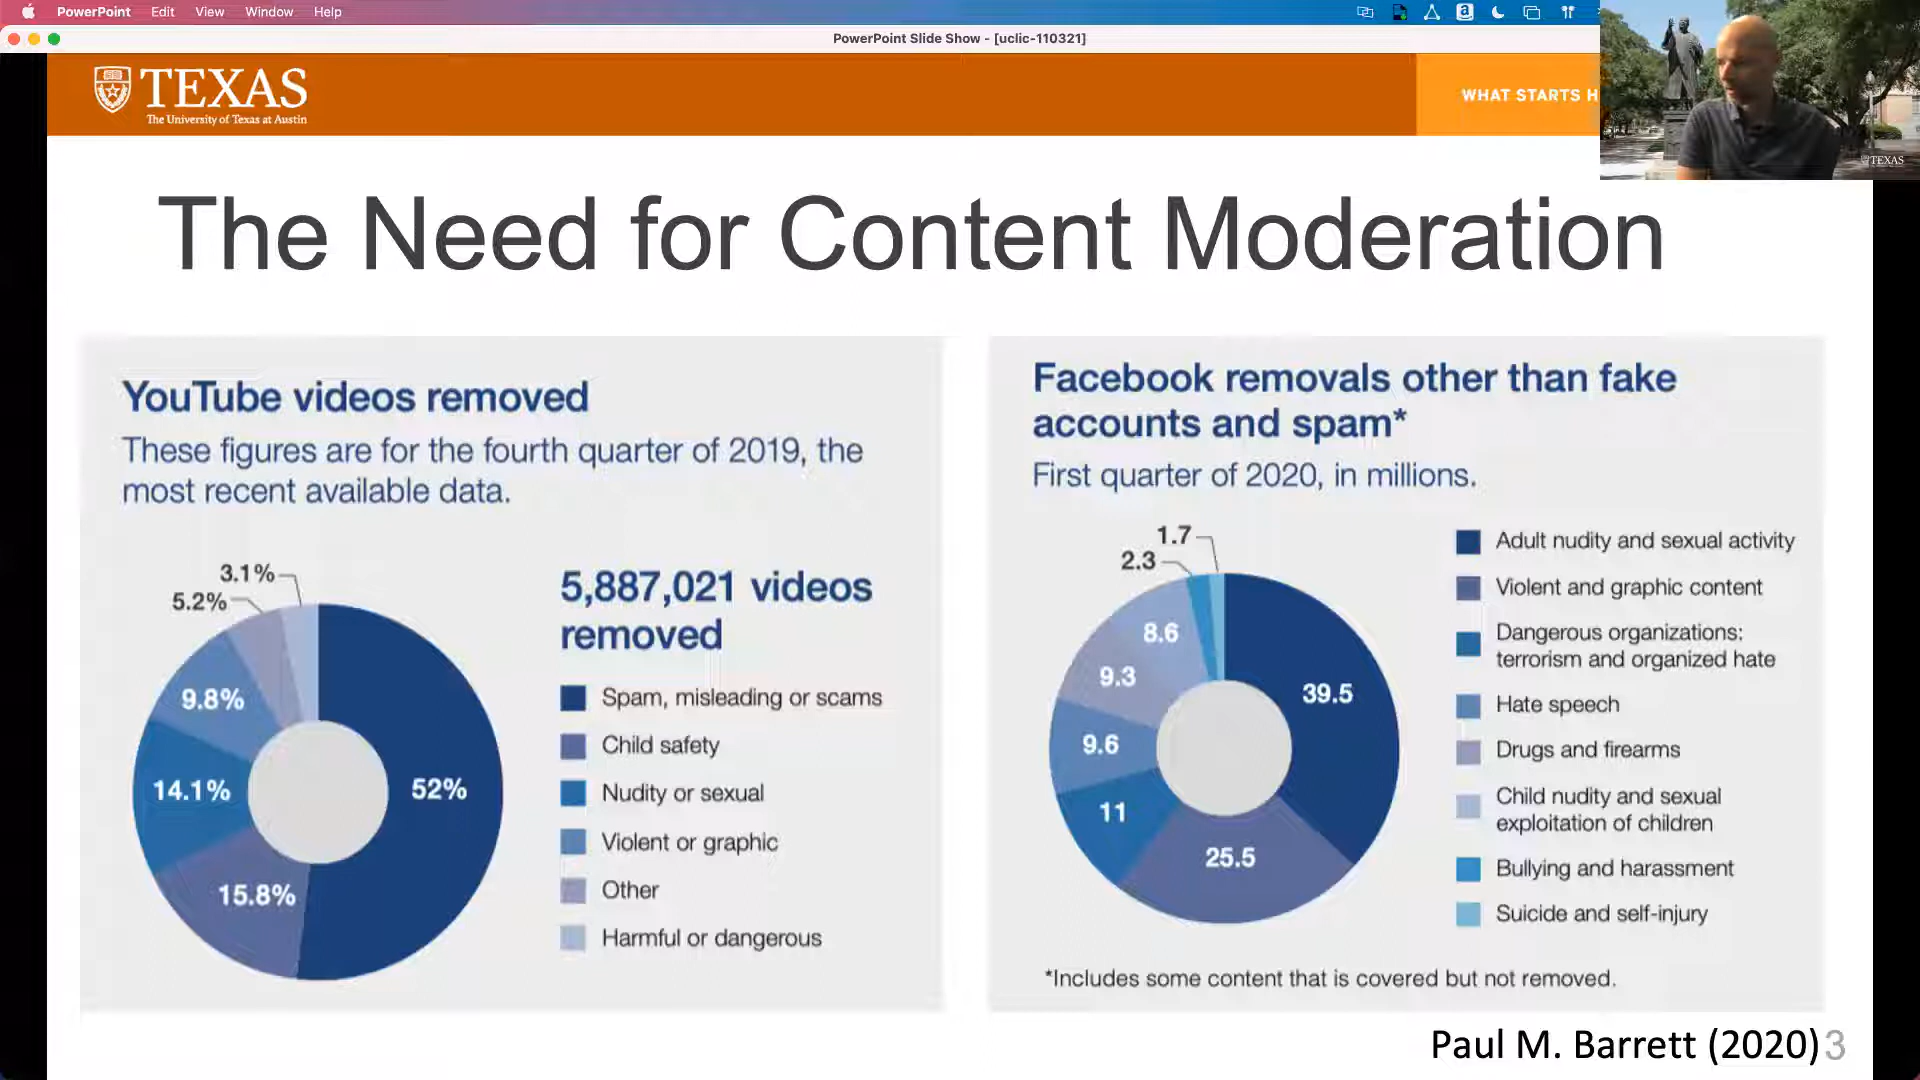 PowerPoint Edit View Window Help
PowerPoint Slide Show - [uclic-110321]
TEXAS
The University of Texas at Austin
WHAT STARTS H
TEXAS
The Need for Content Moderation
YouTube videos removed
These figures are for the fourth quarter of 2019, the
most recent available data.
3.1%
5.2%
9.8%
14.1%
52%
15.8%
5,887,021 videos
removed
Spam, misleading or scams
Child safety
Nudity or sexual
Violent or graphic
Other
Harmful or dangerous
Facebook removals other than fake
accounts and spam*
First quarter of 2020, in millions.
1.7
2.3
8.6
9.3
39.5
9.6
11
25.5
Adult nudity and sexual activity
Violent and graphic content
Dangerous organizations:
terrorism and organized hate
Hate speech
Drugs and firearms
Child nudity and sexual
exploitation of children
Bullying and harassment
Suicide and self-injury
*Includes some content that is covered but not removed.
Paul M. Barrett (2020) 3